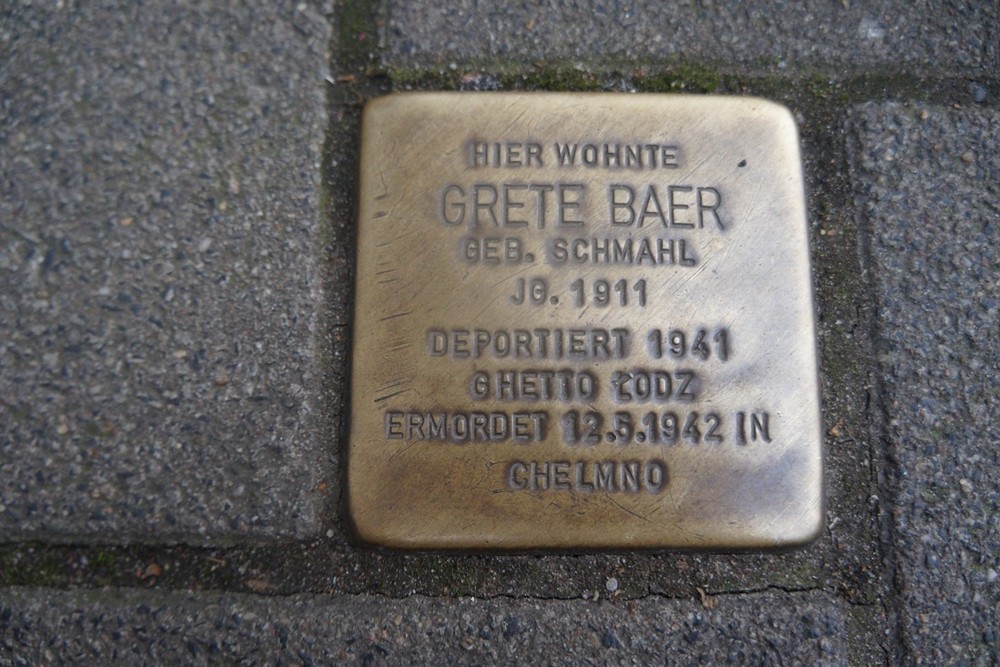 HIER WOHNTE
GRETE BAER
GEB. SCHMAHL
JG. 1911
DEPORTIERT 1941
GHETTO ŁODZ
ERMORDET 12.5.1942 IN
CHELMNO